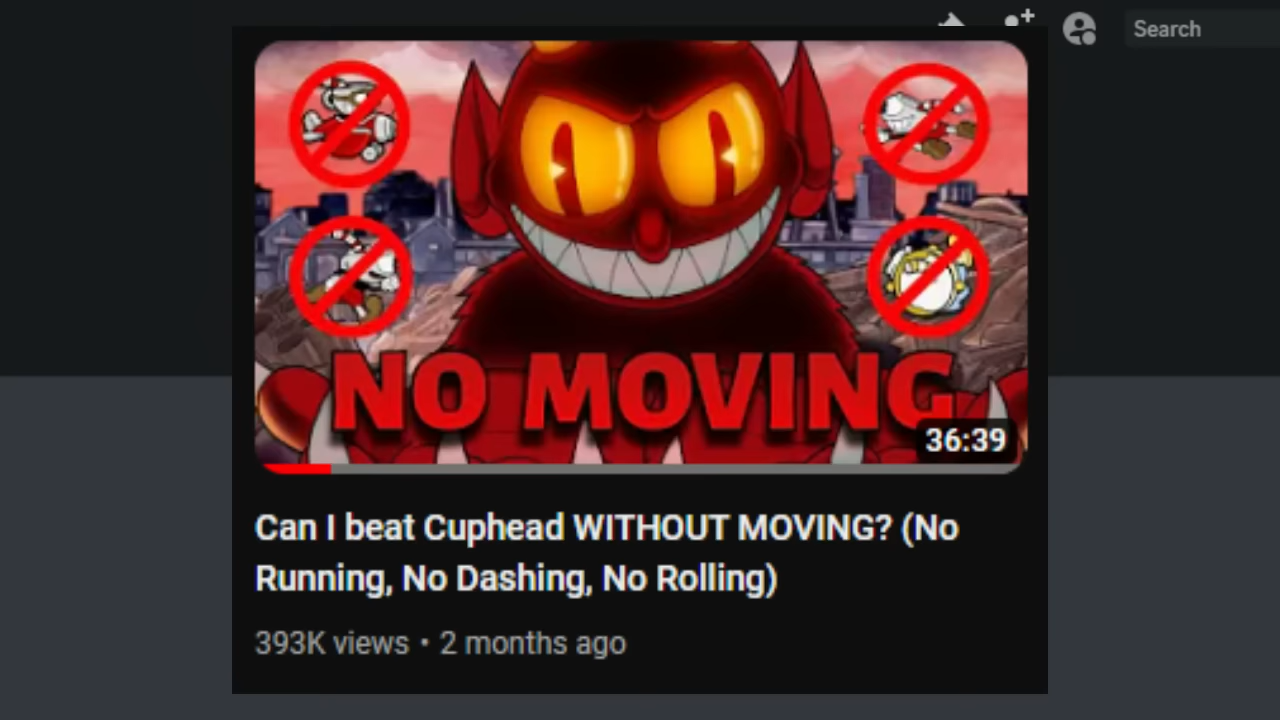 Search
NO MOVING
36:39
Can I beat Cuphead WITHOUT MOVING? (No
Running, No Dashing, No Rolling)
393K views • 2 months ago